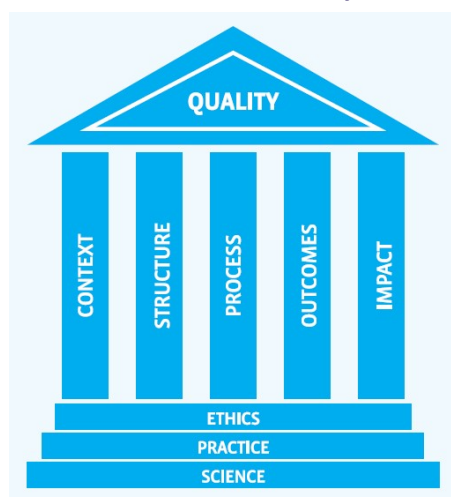 QUALITY
CONTEXT
STRUCTURE
PROCESS
OUTCOMES
IMPACT
ETHICS
PRACTICE
SCIENCE